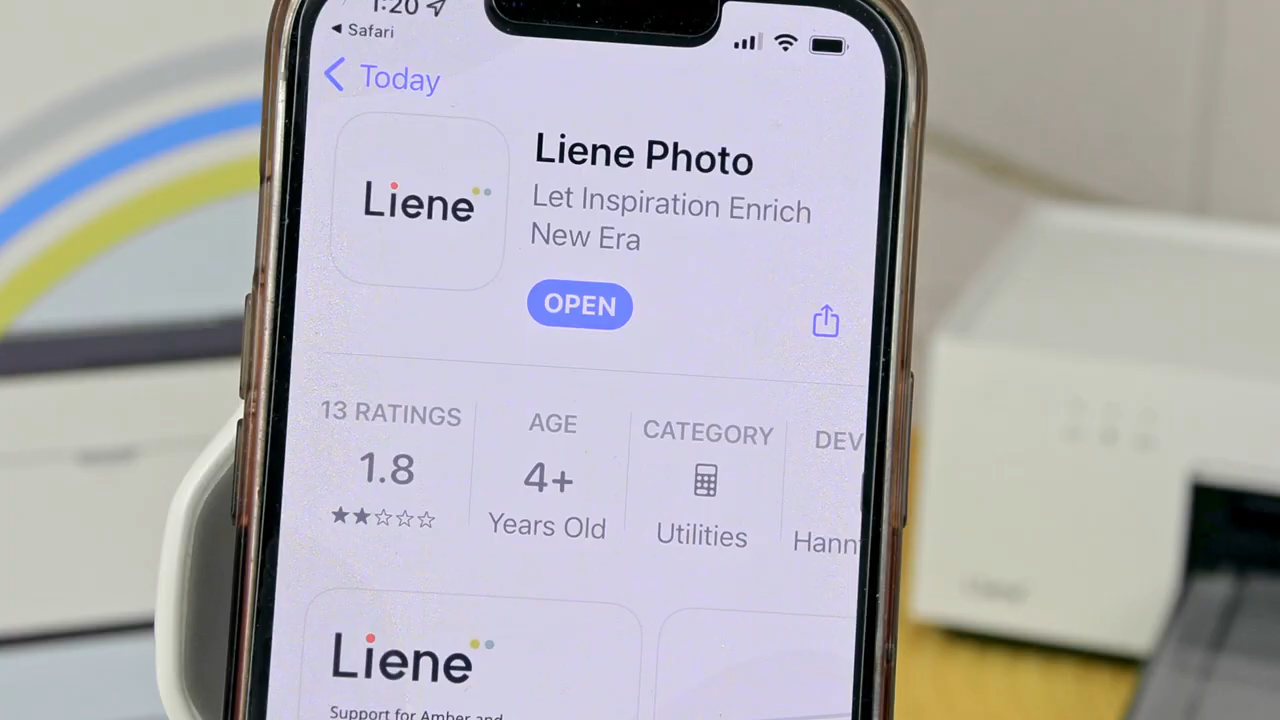 1:20
Safari
Today
Liene
Liene Photo
Let Inspiration Enrich
New Era
OPEN
13 RATINGS
1.8
AGE
4+
Years Old
CATEGORY
Utilities
DEV
Hann
Liene
Support for Amber and